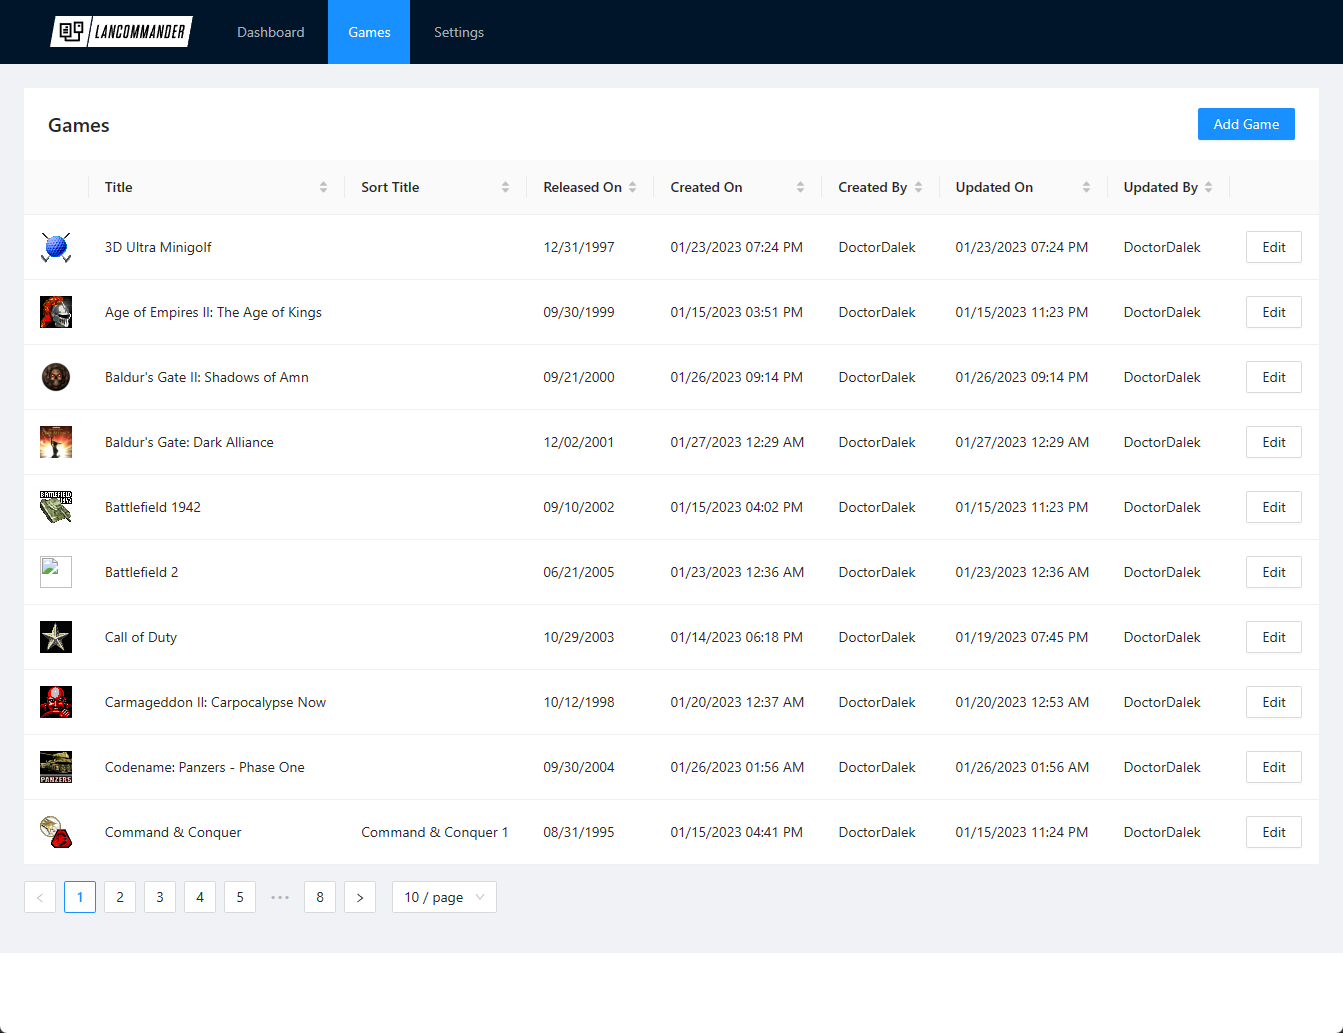 LANCOMMANDER Dashboard Games Settings
Games Add Game
Title Sort Title Released On Created On Created By Updated On Updated By
3D Ultra Minigolf 12/31/1997 01/23/2023 07:24 PM DoctorDalek 01/23/2023 07:24 PM DoctorDalek Edit
Age of Empires II: The Age of Kings 09/30/1999 01/15/2023 03:51 PM DoctorDalek 01/15/2023 11:23 PM DoctorDalek Edit
Baldur's Gate II: Shadows of Amn 09/21/2000 01/26/2023 09:14 PM DoctorDalek 01/26/2023 09:14 PM DoctorDalek Edit
Baldur's Gate: Dark Alliance 12/02/2001 01/27/2023 12:29 AM DoctorDalek 01/27/2023 12:29 AM DoctorDalek Edit
BATTLEFIELD 1942
Battlefield 1942 09/10/2002 01/15/2023 04:02 PM DoctorDalek 01/15/2023 11:23 PM DoctorDalek Edit
Battlefield 2 06/21/2005 01/23/2023 12:36 AM DoctorDalek 01/23/2023 12:36 AM DoctorDalek Edit
Call of Duty 10/29/2003 01/14/2023 06:18 PM DoctorDalek 01/19/2023 07:45 PM DoctorDalek Edit
Carmageddon II: Carpocalypse Now 10/12/1998 01/20/2023 12:37 AM DoctorDalek 01/20/2023 12:53 AM DoctorDalek Edit
Codename: Panzers - Phase One 09/30/2004 01/26/2023 01:56 AM DoctorDalek 01/26/2023 01:56 AM DoctorDalek Edit
PANZERS
Command & Conquer Command & Conquer 1 08/31/1995 01/15/2023 04:41 PM DoctorDalek 01/15/2023 11:24 PM DoctorDalek Edit
< 1 2 3 4 5 ••• 8 > 10 / page